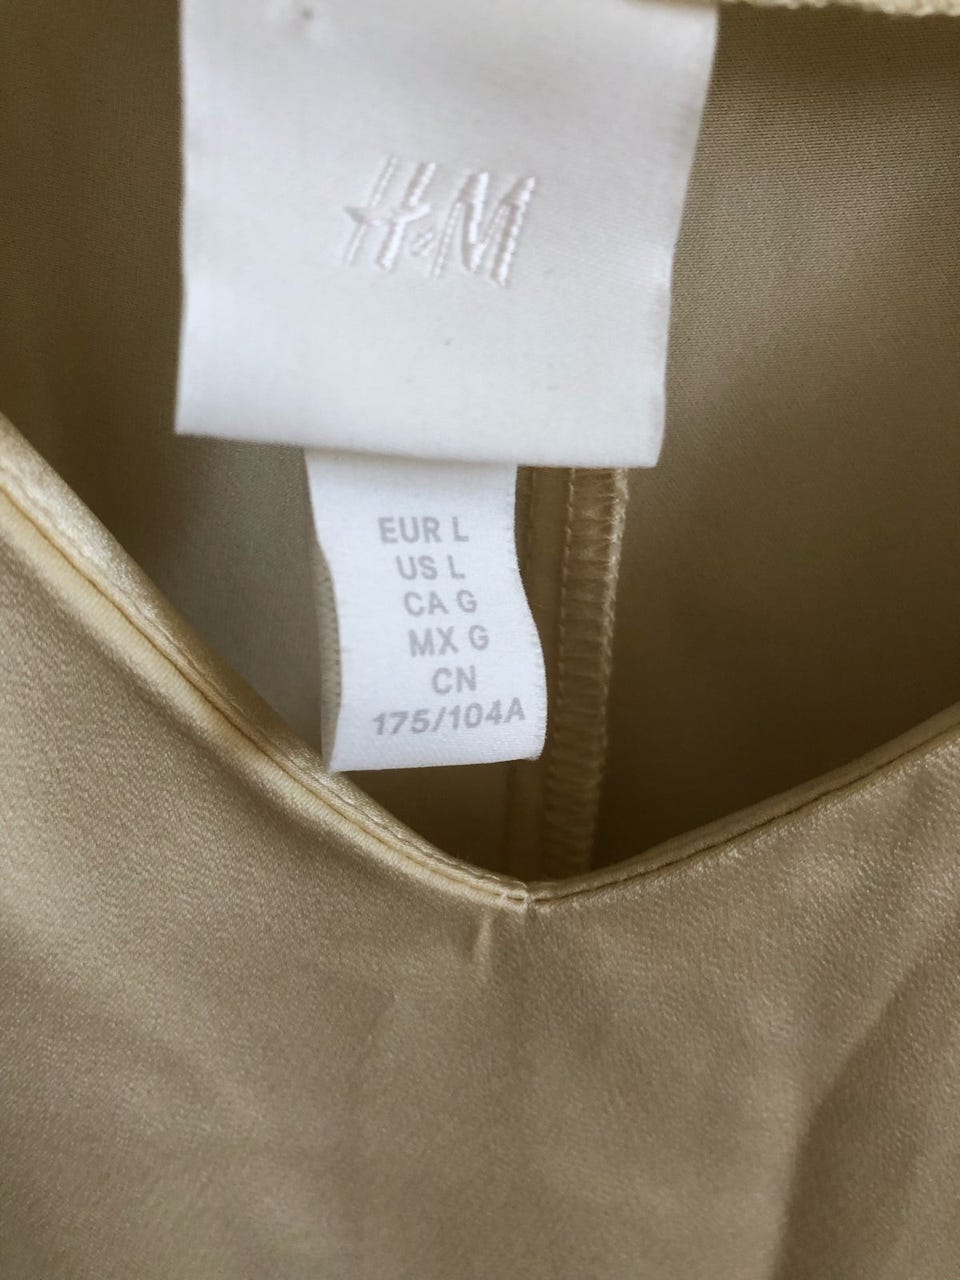 H&M
EUR L
US L
CA G
MX G
CN
175/104A